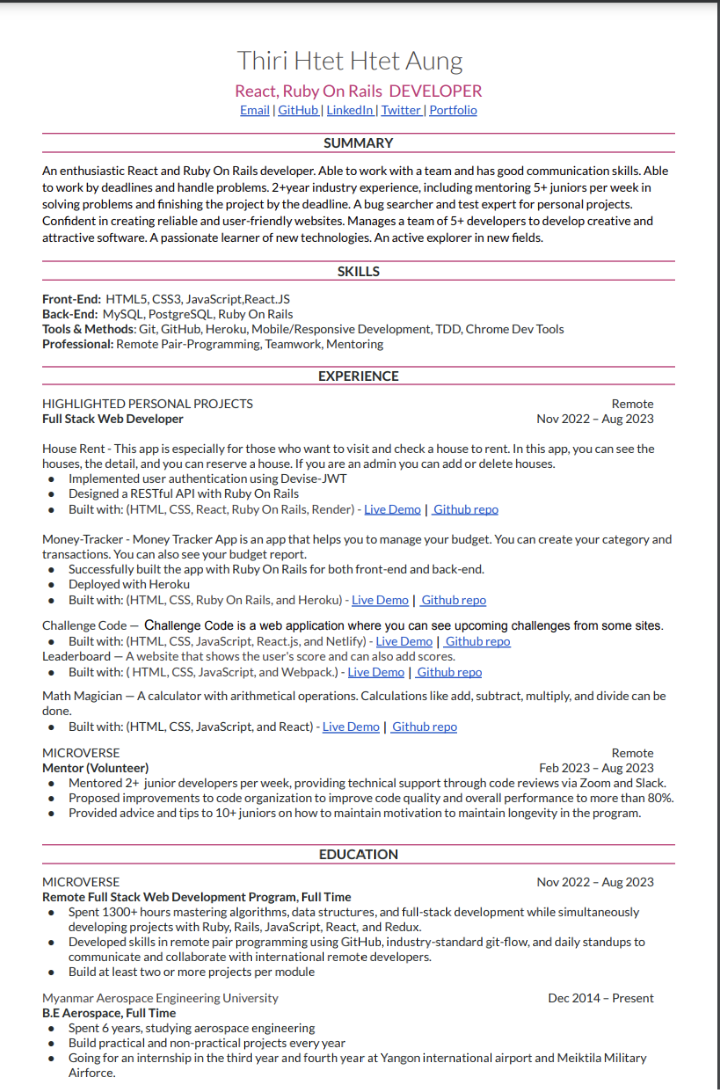 Thiri Htet Htet Aung
React, Ruby On Rails DEVELOPER
Email | GitHub | LinkedIn | Twitter | Portfolio
SUMMARY
An enthusiastic React and Ruby On Rails developer. Able to work with a team and has good communication skills. Able
to work by deadlines and handle problems. 2+year industry experience, including mentoring 5+ juniors per week in
solving problems and finishing the project by the deadline. A bug searcher and test expert for personal projects.
Confident in creating reliable and user-friendly websites. Manages a team of 5+ developers to develop creative and
attractive software. A passionate learner of new technologies. An active explorer in new fields.
SKILLS
Front-End: HTML5, CSS3, JavaScript,React.JS
Back-End: MySQL, PostgreSQL, Ruby On Rails
Tools & Methods: Git, GitHub, Heroku, Mobile/Responsive Development, TDD, Chrome Dev Tools
Professional: Remote Pair-Programming, Teamwork, Mentoring
EXPERIENCE
HIGHLIGHTED PERSONAL PROJECTS Remote
Full Stack Web Developer Nov 2022 – Aug 2023
House Rent - This app is especially for those who want to visit and check a house to rent. In this app, you can see the
houses, the detail, and you can reserve a house. If you are an admin you can add or delete houses.
● Implemented user authentication using Devise-JWT
● Designed a RESTful API with Ruby On Rails
● Built with: (HTML, CSS, React, Ruby On Rails, Render) - Live Demo | Github repo
Money-Tracker - Money Tracker App is an app that helps you to manage your budget. You can create your category and
transactions. You can also see your budget report.
● Successfully built the app with Ruby On Rails for both front-end and back-end.
● Deployed with Heroku
● Built with: (HTML, CSS, Ruby On Rails, and Heroku) - Live Demo | Github repo
Challenge Code — Challenge Code is a web application where you can see upcoming challenges from some sites.
● Built with: (HTML, CSS, JavaScript, React.js, and Netlify) - Live Demo | Github repo
Leaderboard — A website that shows the user's score and can also add scores.
● Built with: ( HTML, CSS, JavaScript, and Webpack.) - Live Demo | Github repo
Math Magician — A calculator with arithmetical operations. Calculations like add, subtract, multiply, and divide can be
done.
● Built with: (HTML, CSS, JavaScript, and React) - Live Demo | Github repo
MICROVERSE Remote
Mentor (Volunteer) Feb 2023 – Aug 2023
● Mentored 2+ junior developers per week, providing technical support through code reviews via Zoom and Slack.
● Proposed improvements to code organization to improve code quality and overall performance to more than 80%.
● Provided advice and tips to 10+ juniors on how to maintain motivation to maintain longevity in the program.
EDUCATION
MICROVERSE Nov 2022 – Aug 2023
Remote Full Stack Web Development Program, Full Time
● Spent 1300+ hours mastering algorithms, data structures, and full-stack development while simultaneously
developing projects with Ruby, Rails, JavaScript, React, and Redux.
● Developed skills in remote pair programming using GitHub, industry-standard git-flow, and daily standups to
communicate and collaborate with international remote developers.
● Build at least two or more projects per module
Myanmar Aerospace Engineering University Dec 2014 – Present
B.E Aerospace, Full Time
● Spent 6 years, studying aerospace engineering
● Build practical and non-practical projects every year
● Going for an internship in the third year and fourth year at Yangon international airport and Meiktila Military
Airforce.